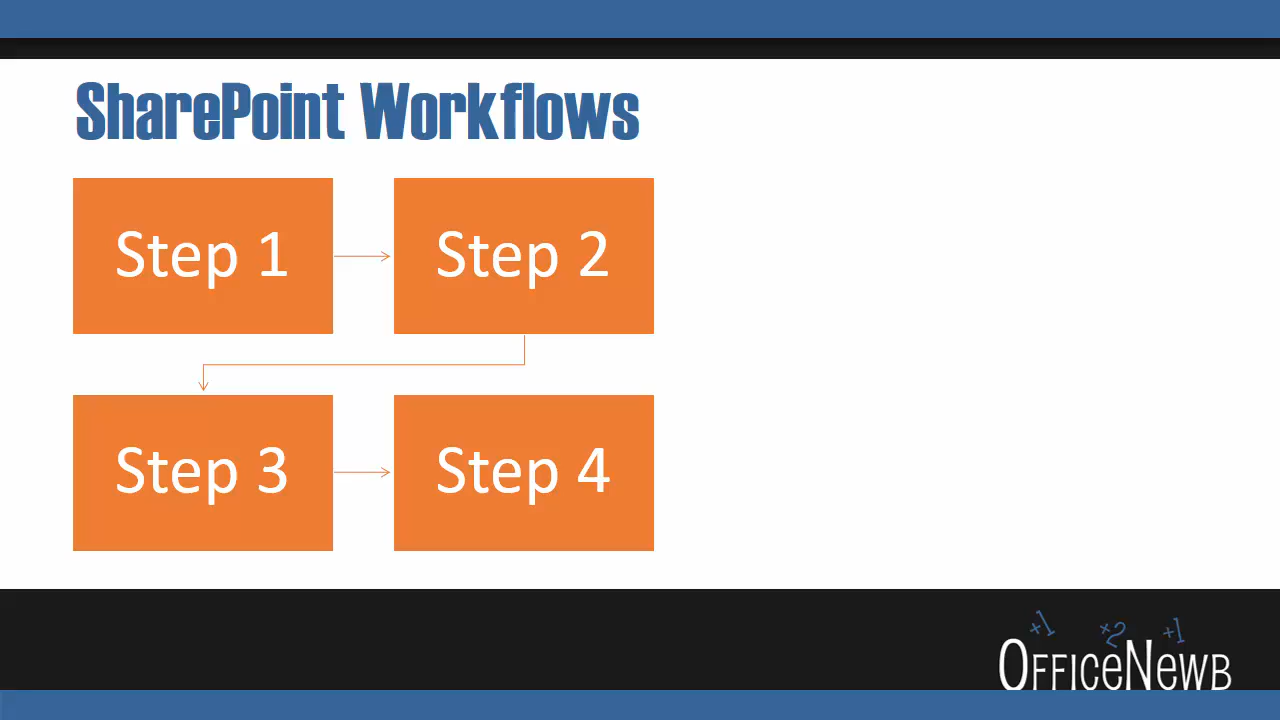 SharePoint Workflows
Step 1
Step 2
Step 3
Step 4
+1 +2 +1
OFFICENEWB